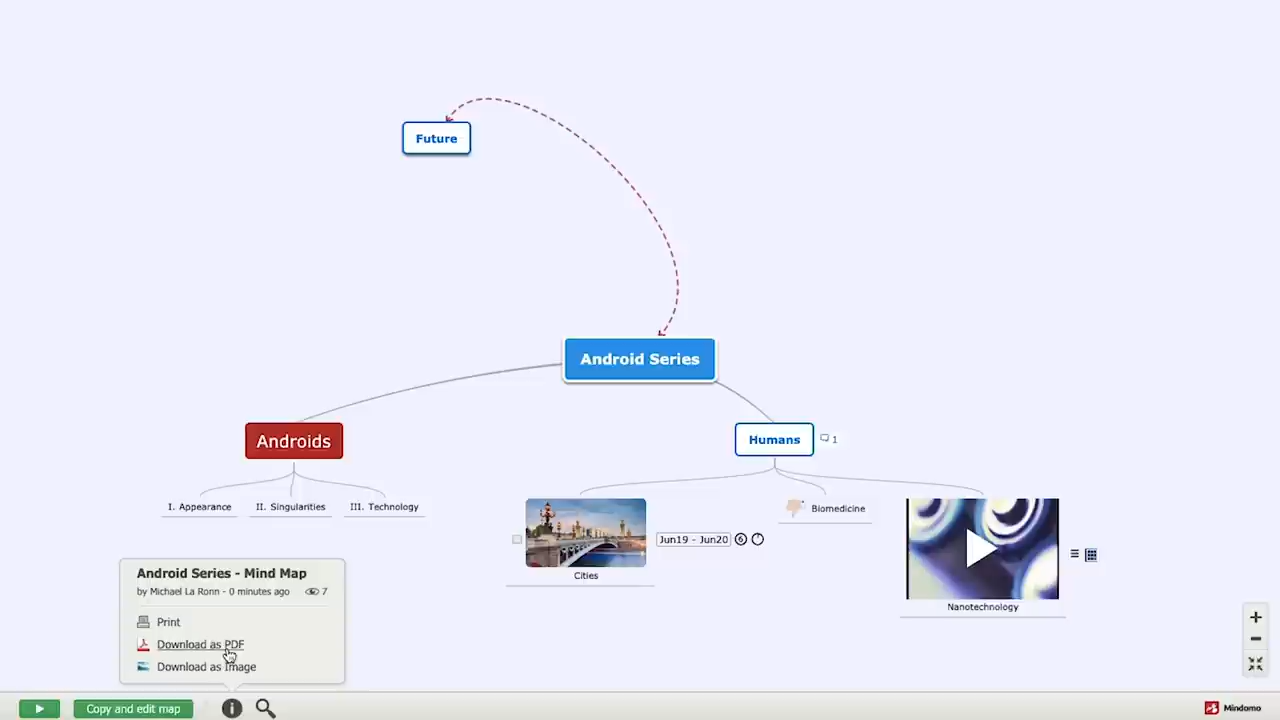 Future
Android Series
Androids
Humans
1
I. Appearance
II. Singularities
III. Technology
Biomedicine
Jun19 - Jun20
6
Cities
Nanotechnology
Android Series - Mind Map
by Michael La Ronn - 0 minutes ago 7
Print
Download as PDF
Download as Image
Copy and edit map
Mindomo